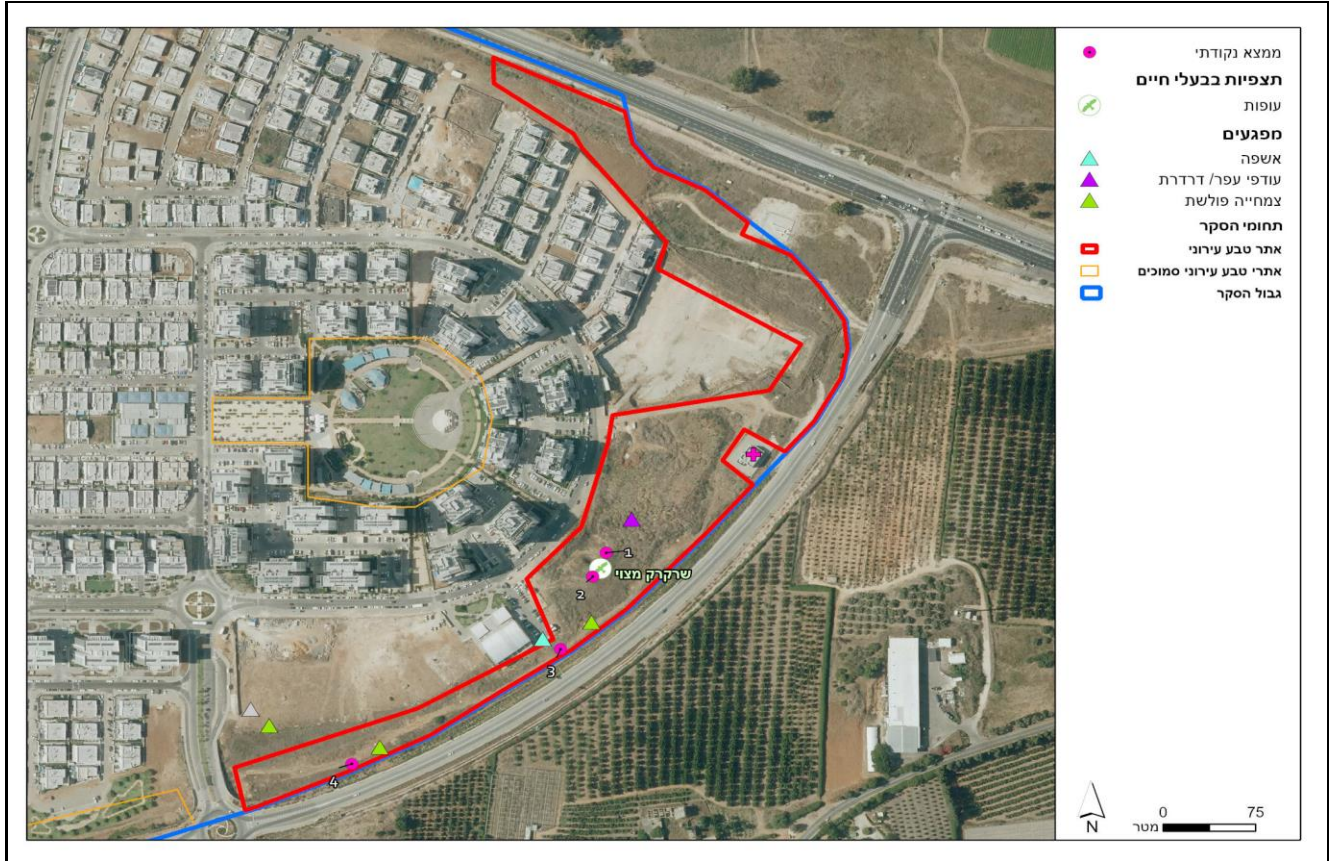 ממצא נקודתי
תצפיות בבעלי חיים
עופות
מפגעים
אשפה
עודפי עפר/ דרדרת
צמחייה פולשת
תחומי הסקר
אתר טבע עירוני
אתרי טבע עירוני סמוכים
גבול הסקר
1
שרקרק מצוי
2
3
4
0 75
מטר
N